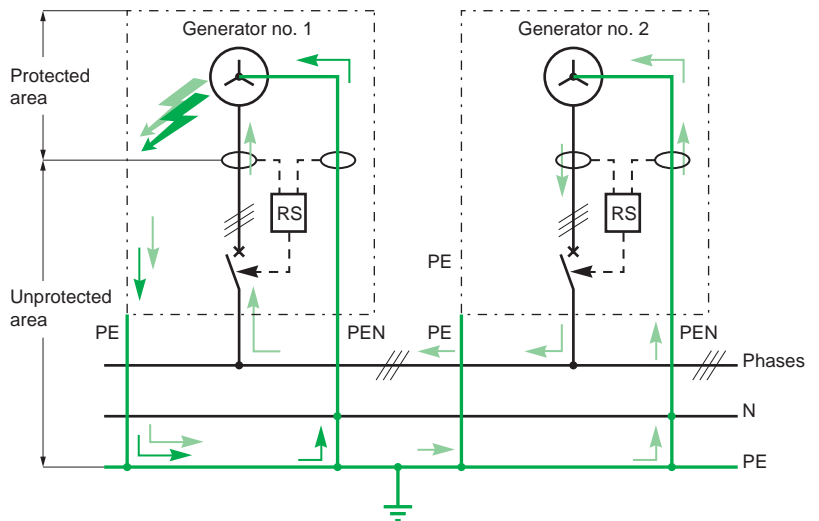 Generator no. 1
Generator no. 2
Protected
area
RS
RS
PE
Unprotected
area
PE
PEN
PE
PEN
Phases
N
PE